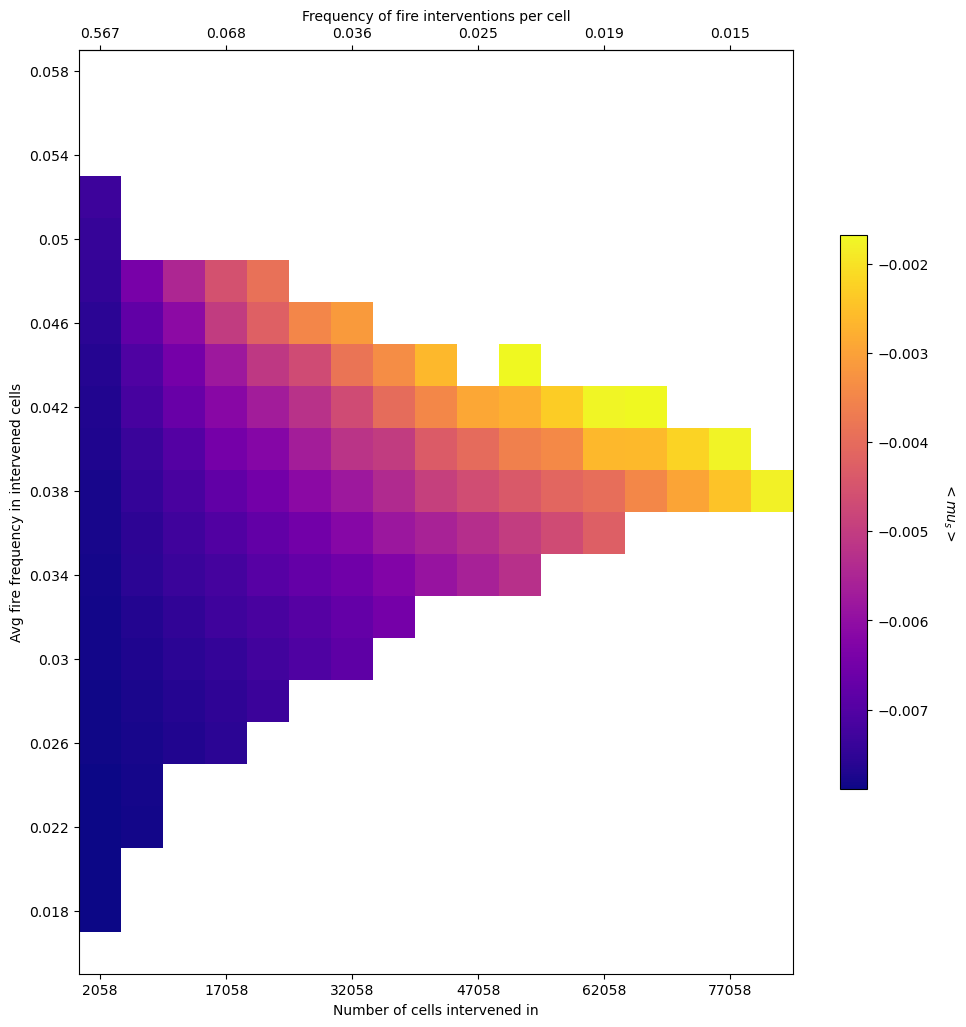 Frequency of fire interventions per cell
0.567 0.068 0.036 0.025 0.019 0.015
Avg fire frequency in intervened cells
0.058
0.054
0.05
0.046
0.042
0.038
0.034
0.03
0.026
0.022
0.018
2058 17058 32058 47058 62058 77058
Number of cells intervened in
−0.002
−0.003
−0.004
−0.005
−0.006
−0.007
< mu_s >